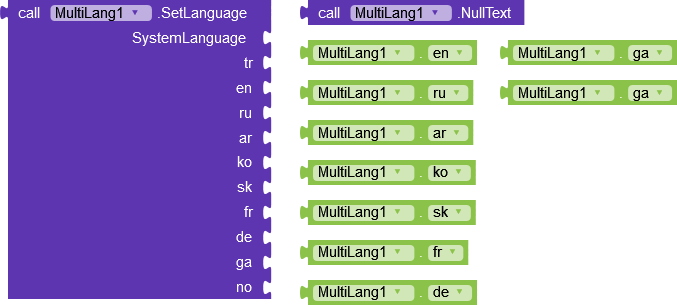 call MultiLang1 .SetLanguage
SystemLanguage
tr
en
ru
ar
ko
sk
fr
de
ga
no
call MultiLang1 .NullText
MultiLang1 . en
MultiLang1 . ga
MultiLang1 . ru
MultiLang1 . ga
MultiLang1 . ar
MultiLang1 . ko
MultiLang1 . sk
MultiLang1 . fr
MultiLang1 . de